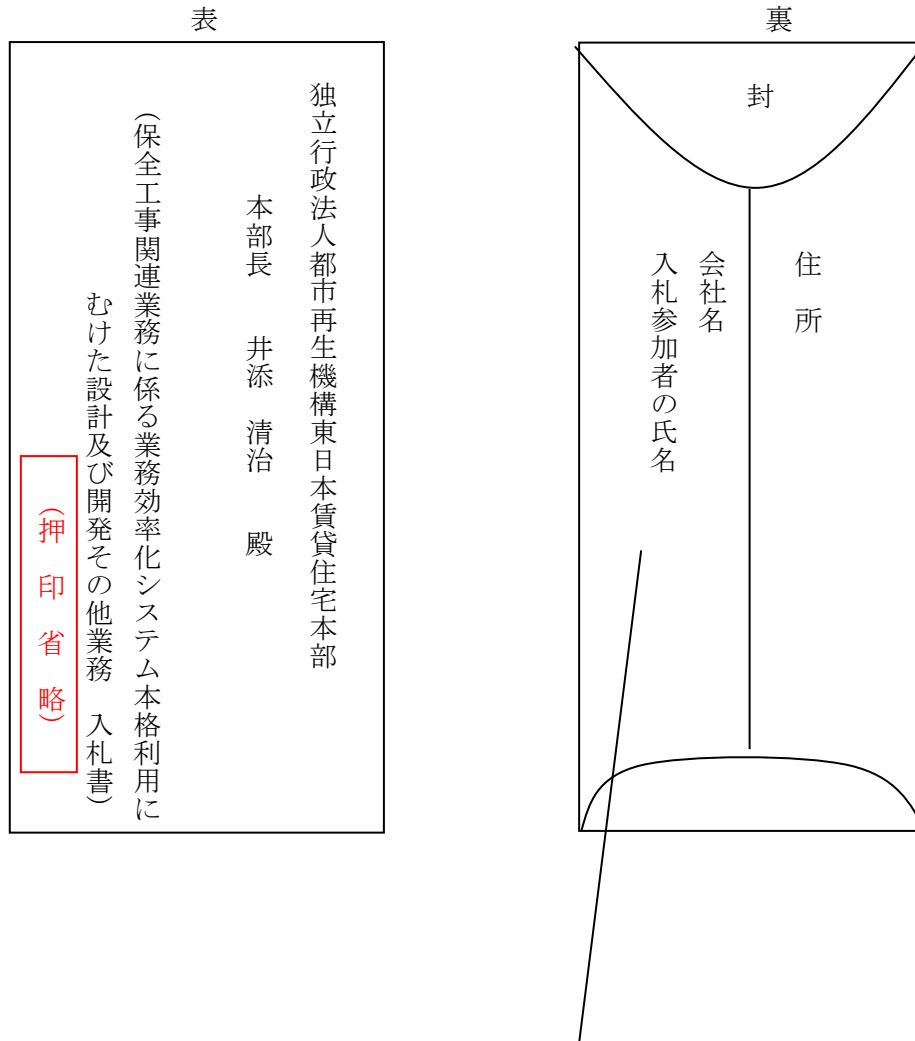 表
独立行政法人都市再生機構東日本賃貸住宅本部
本部長　　井添　清治　　殿
（保全工事関連業務に係る業務効率化システム本格利用に
むけた設計及び開発その他業務　入札書）
（押印省略）
裏
封
住　所
会社名
入札参加者の氏名